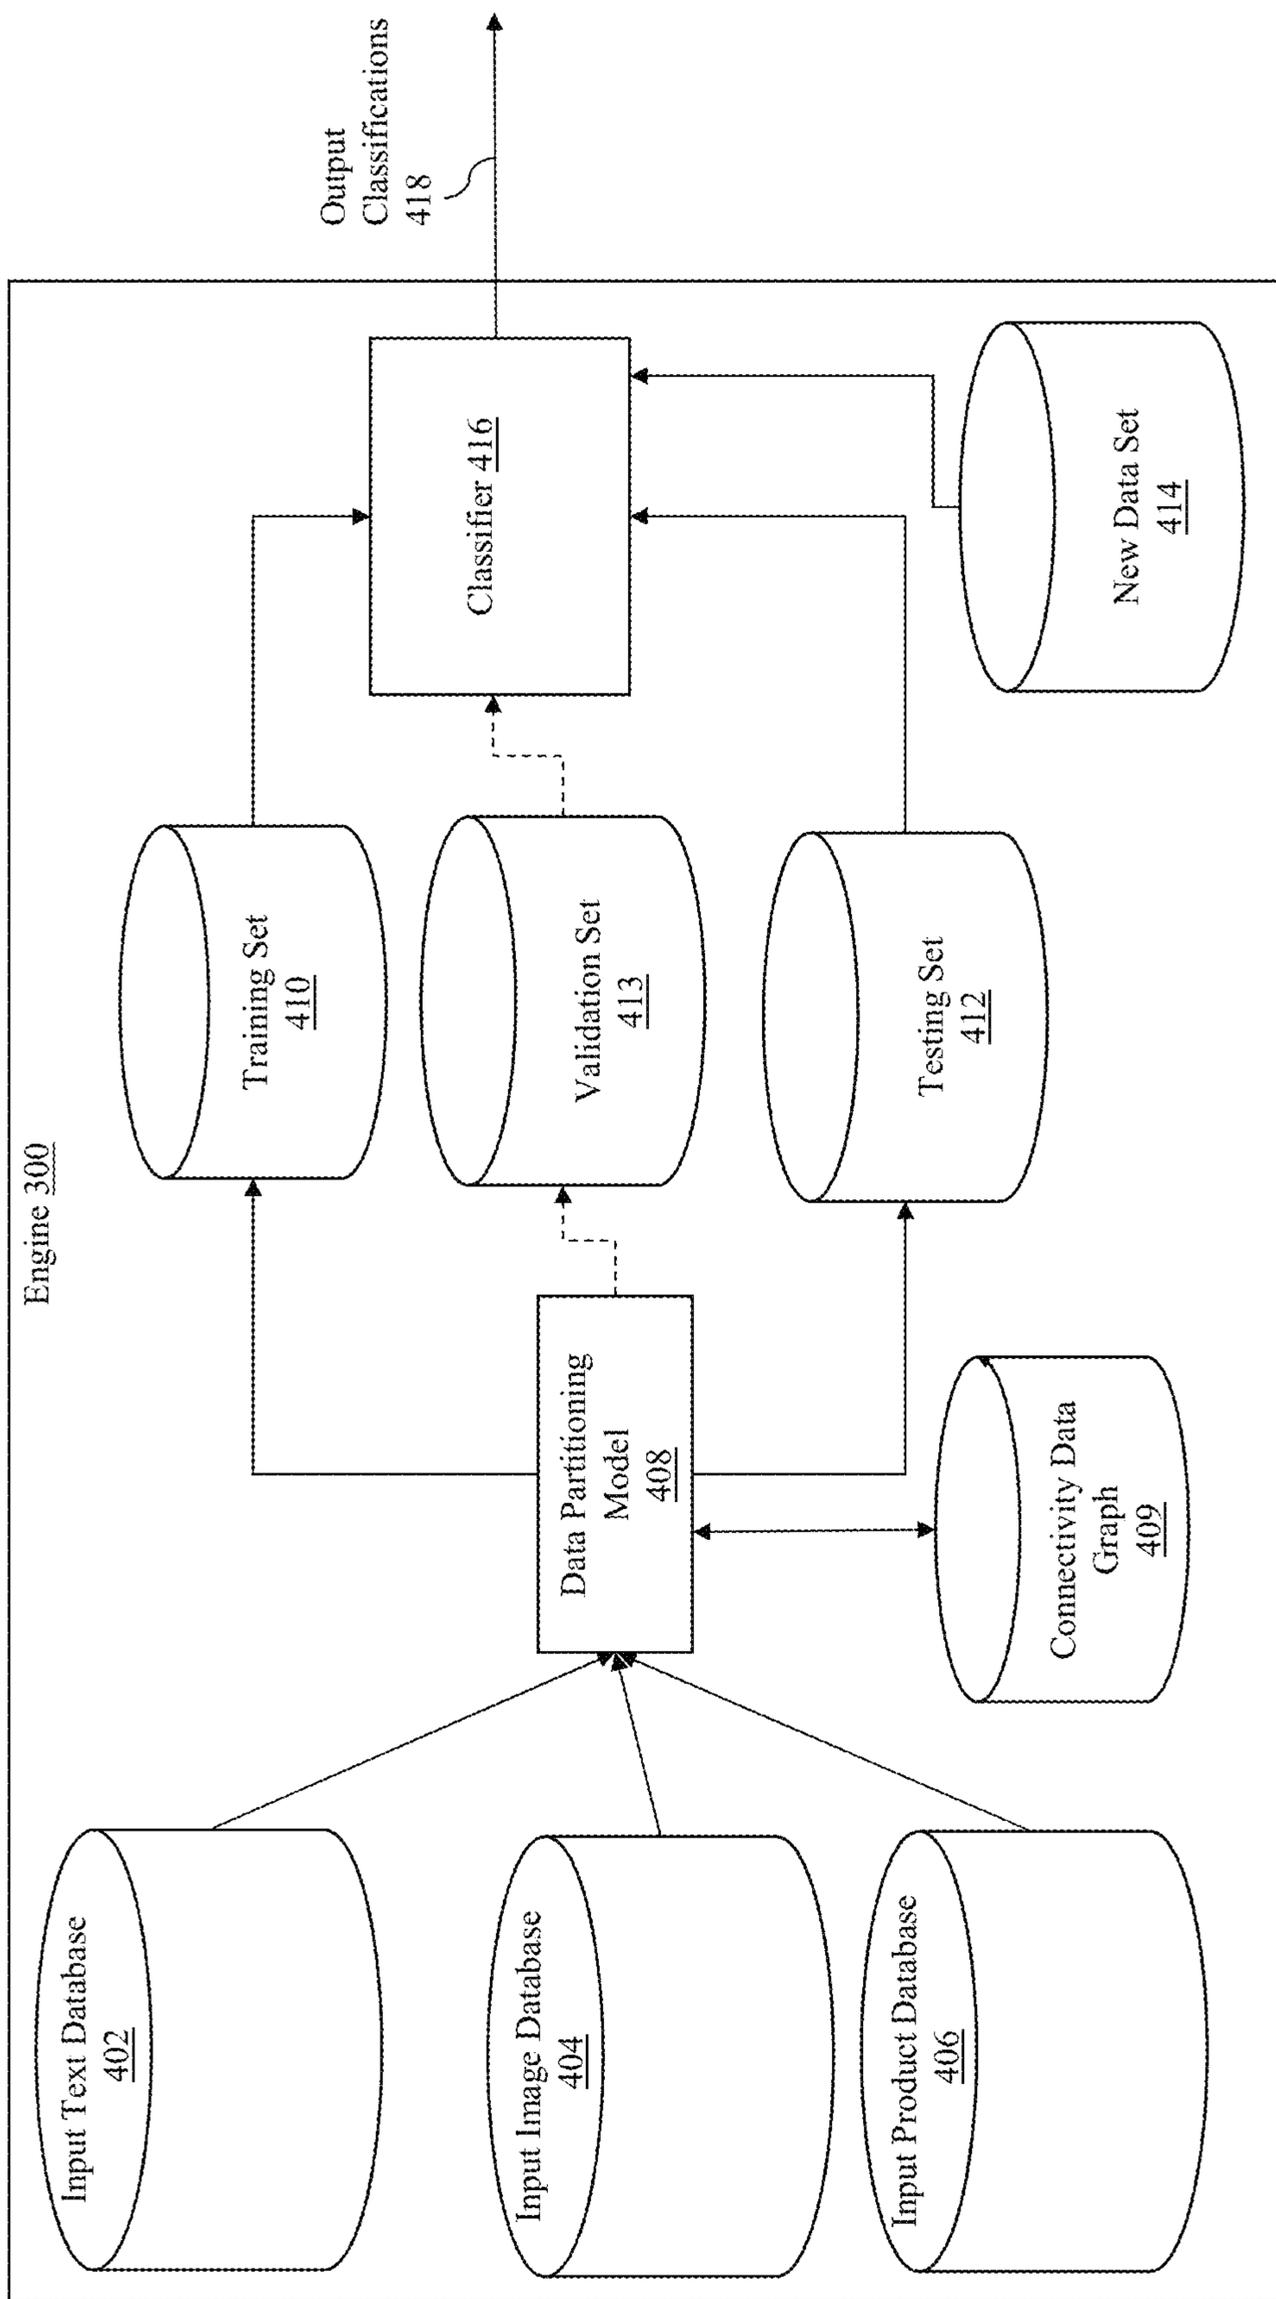 Engine 300
Input Text Database
402
Input Image Database
404
Input Product Database
406
Data Partitioning
Model
408
Connectivity Data
Graph
409
Training Set
410
Validation Set
413
Testing Set
412
Classifier 416
New Data Set
414
Output
Classifications
418